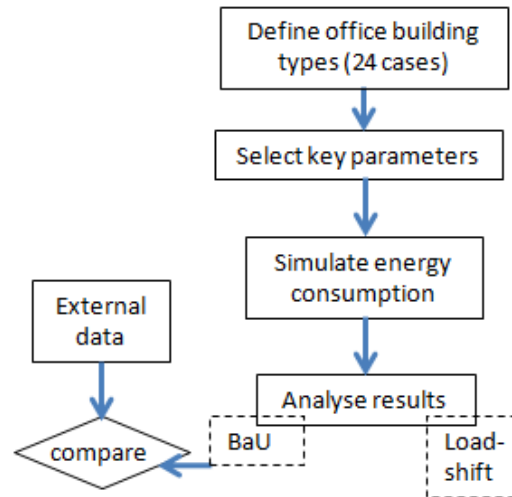 Define office building
types (24 cases)
Select key parameters
Simulate energy
consumption
External
data
Analyse results
compare
BaU
Load-
shift